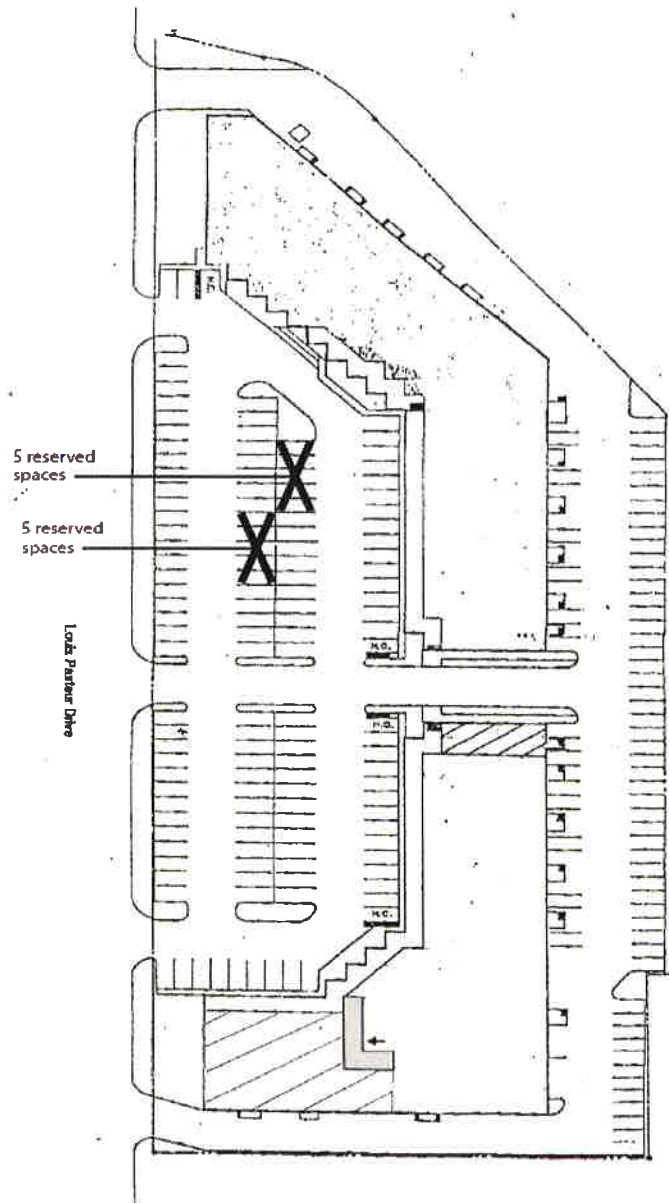 H.C.
5 reserved
spaces
5 reserved
spaces
H.C.
Louis Pasteur Drive
H.C.
H.C.